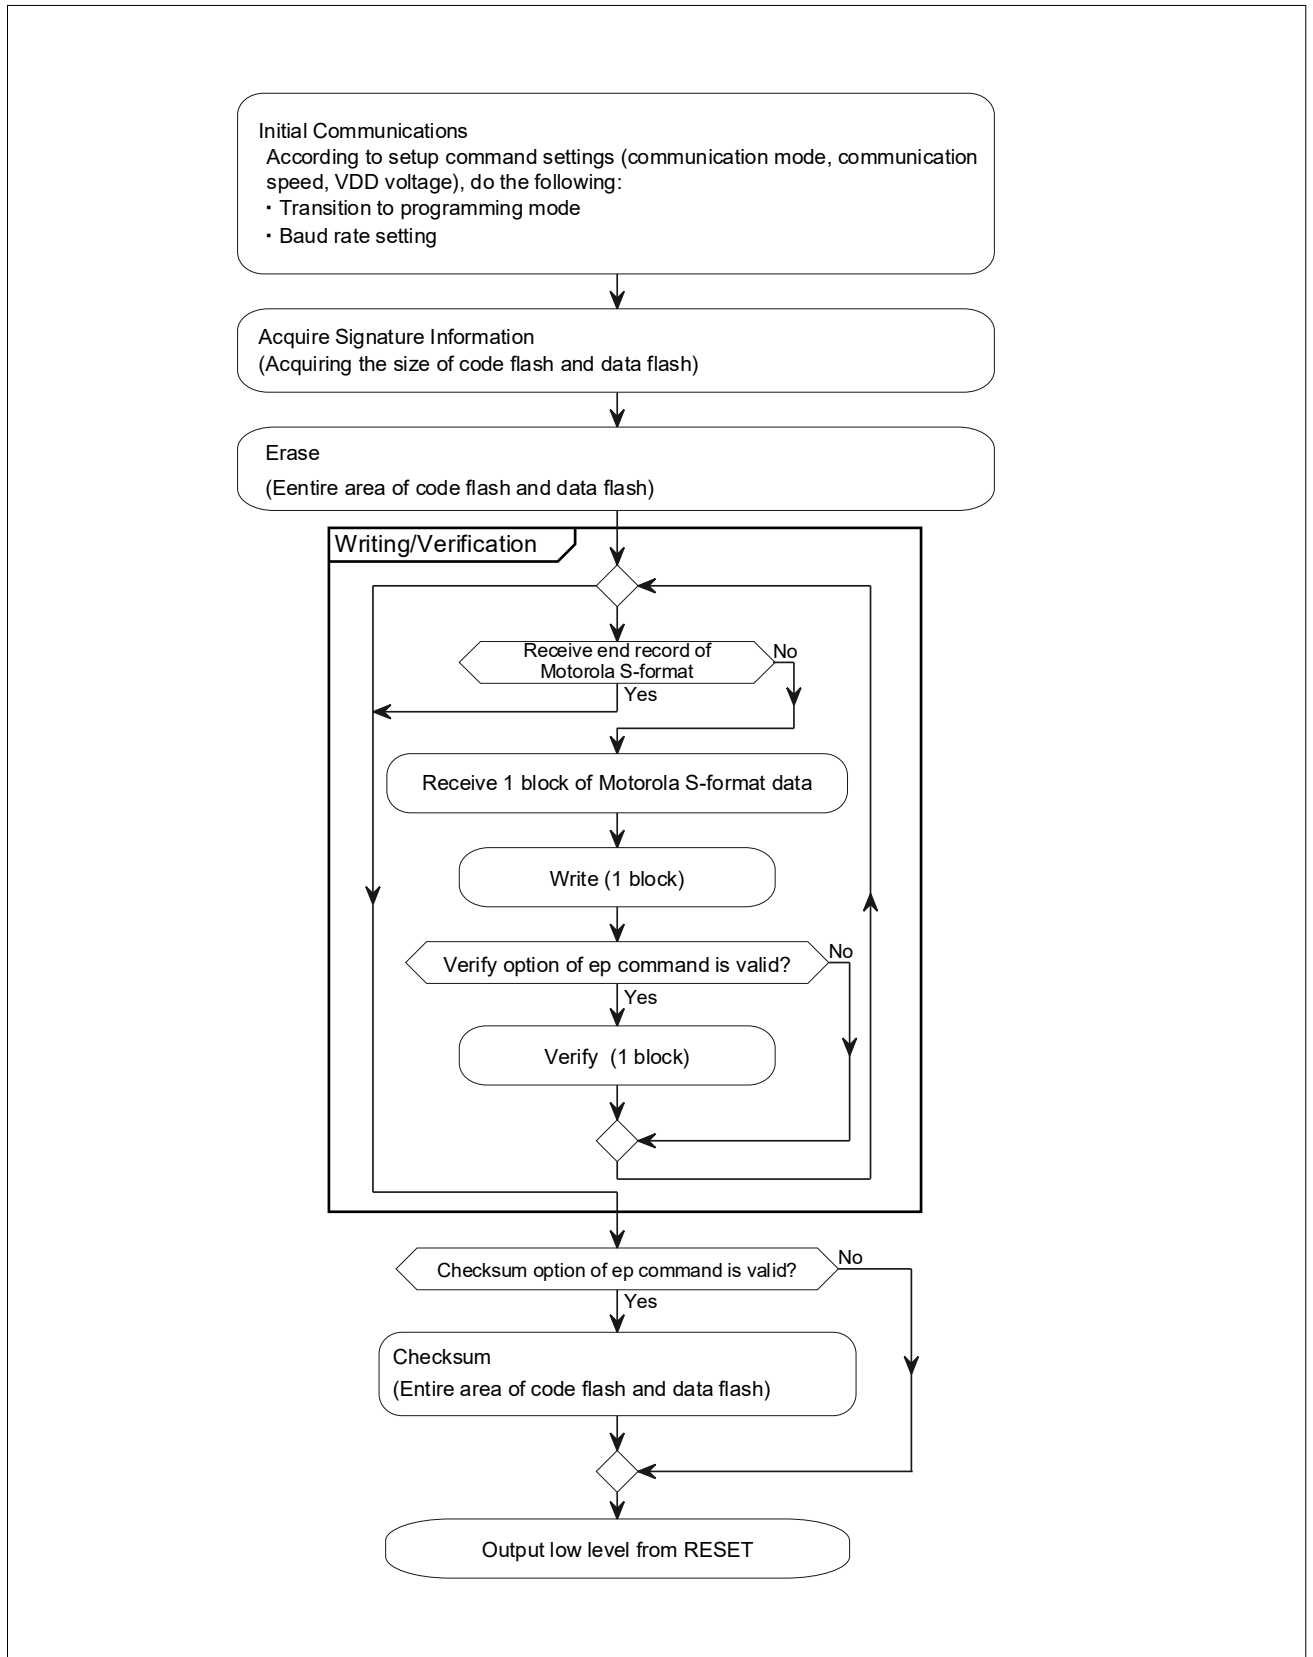 Initial Communications
According to setup command settings (communication mode, communication
speed, VDD voltage), do the following:
・Transition to programming mode
・Baud rate setting
Acquire Signature Information
(Acquiring the size of code flash and data flash)
Erase
(Eentire area of code flash and data flash)
Writing/Verification
Receive end record of
Motorola S-format
No
Yes
Receive 1 block of Motorola S-format data
Write (1 block)
Verify option of ep command is valid?
No
Yes
Verify  (1 block)
Checksum option of ep command is valid?
No
Yes
Checksum
(Entire area of code flash and data flash)
Output low level from RESET